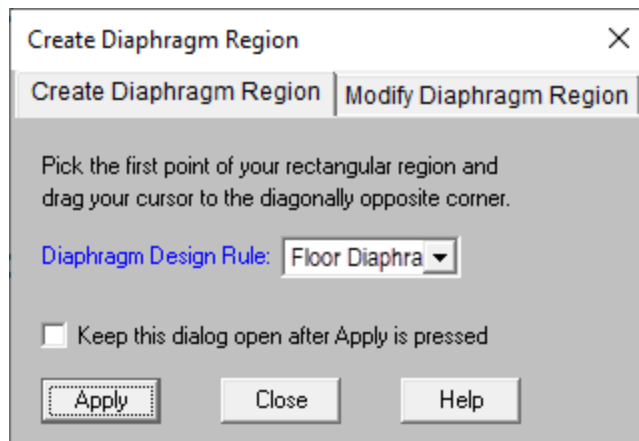 Create Diaphragm Region
Create Diaphragm Region
Modify Diaphragm Region
Pick the first point of your rectangular region and
drag your cursor to the diagonally opposite corner.
Diaphragm Design Rule: Floor Diaphra
Keep this dialog open after Apply is pressed
Apply Close Help